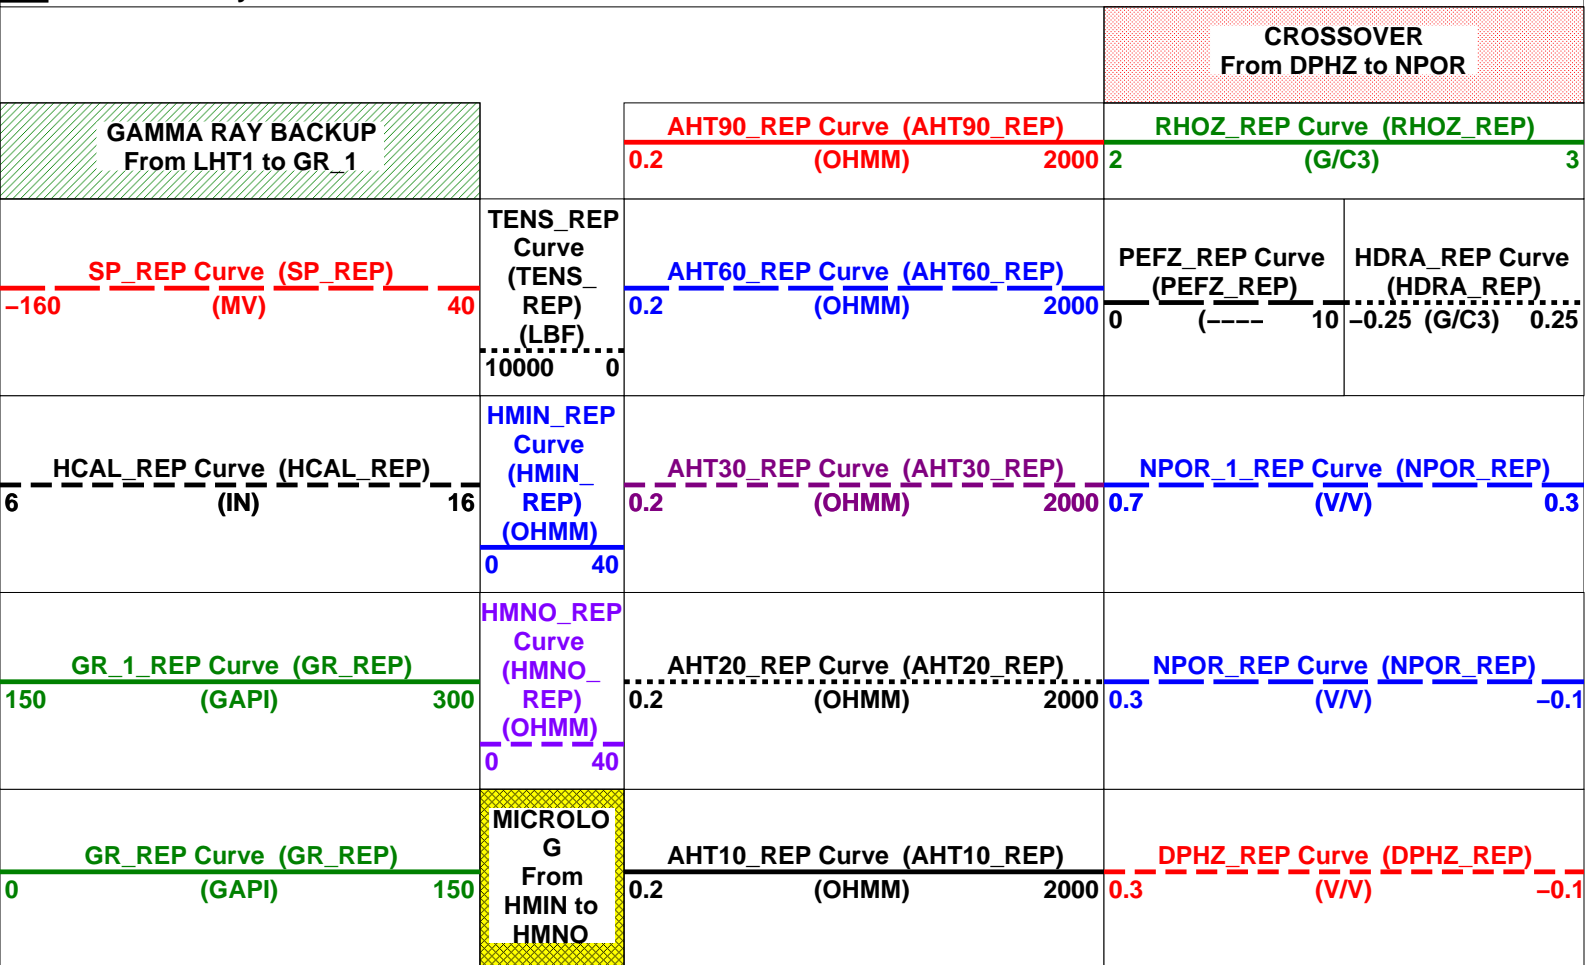 CROSSOVER
From DPHZ to NPOR
GAMMA RAY BACKUP
From LHT1 to GR_1
AHT90_REP Curve (AHT90_REP)
0.2 (OHMM) 2000
RHOZ_REP Curve (RHOZ_REP)
2 (G/C3) 3
SP_REP Curve (SP_REP)
−160 (MV) 40
TENS_REP
Curve
(TENS_
REP)
(LBF)
10000 0
AHT60_REP Curve (AHT60_REP)
0.2 (OHMM) 2000
PEFZ_REP Curve
(PEFZ_REP)
0 (−−−− 10
HDRA_REP Curve
(HDRA_REP)
−0.25 (G/C3) 0.25
HCAL_REP Curve (HCAL_REP)
6 (IN) 16
HMIN_REP
Curve
(HMIN_
REP)
(OHMM)
0 40
AHT30_REP Curve (AHT30_REP)
0.2 (OHMM) 2000
NPOR_1_REP Curve (NPOR_REP)
0.7 (V/V) 0.3
GR_1_REP Curve (GR_REP)
150 (GAPI) 300
HMNO_REP
Curve
(HMNO_
REP)
(OHMM)
0 40
AHT20_REP Curve (AHT20_REP)
0.2 (OHMM) 2000
NPOR_REP Curve (NPOR_REP)
0.3 (V/V) −0.1
GR_REP Curve (GR_REP)
0 (GAPI) 150
MICROLO
G
From
HMIN to
HMNO
AHT10_REP Curve (AHT10_REP)
0.2 (OHMM) 2000
DPHZ_REP Curve (DPHZ_REP)
0.3 (V/V) −0.1